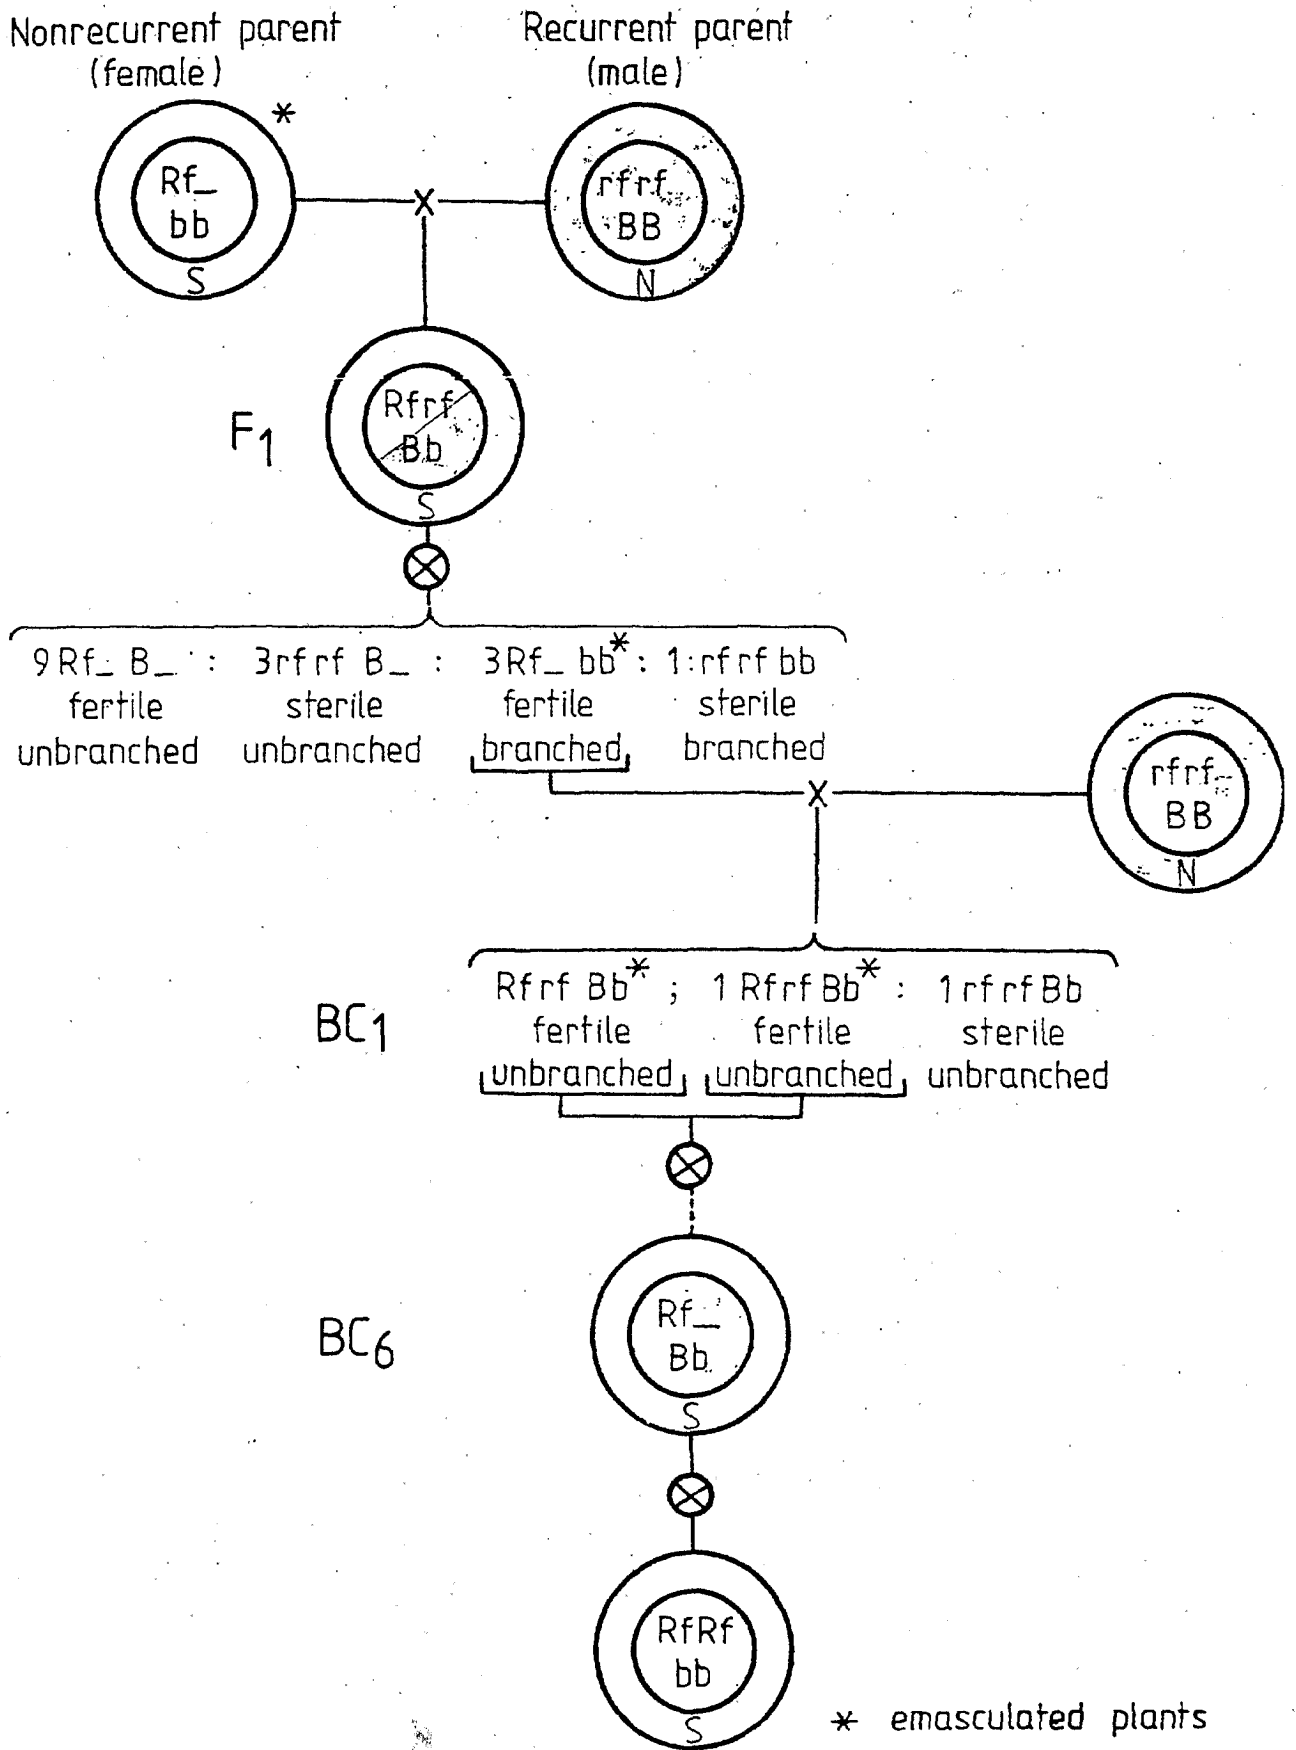 Nonrecurrent parent
(female)
Recurrent parent
(male)
*
Rf_
bb
S
X
rfrf
BB
N
F1
Rfrf
Bb
S
9 Rf_ B_ : 3 rfrf B_ : 3 Rf_ bb* : 1: rfrf bb
fertile sterile fertile sterile
unbranched unbranched branched branched
X
rfrf
BB
N
BC1
Rfrf Bb* ; 1 Rfrf Bb* : 1 rfrf Bb
fertile fertile sterile
unbranched unbranched unbranched
BC6
Rf_
Bb
S
RfRf
bb
S
* emasculated plants